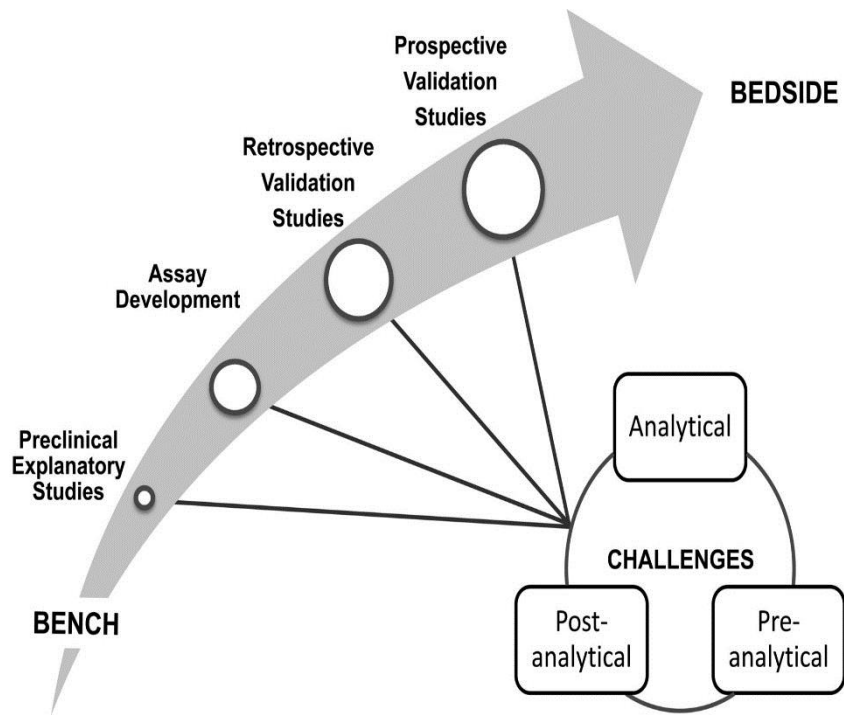 Prospective
Validation
Studies
BEDSIDE
Retrospective
Validation
Studies
Assay
Development
Preclinical
Explanatory
Studies
BENCH
Analytical
CHALLENGES
Post-
analytical
Pre-
analytical